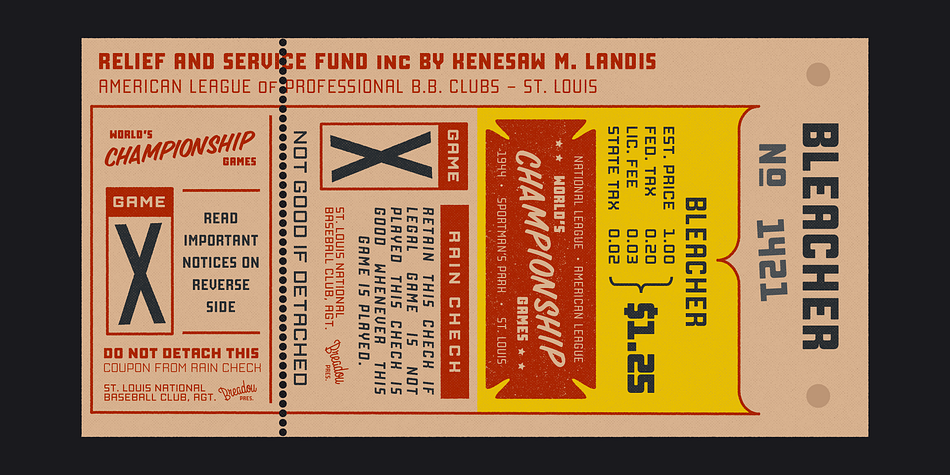 RELIEF AND SERVICE FUND INC BY KENESAW M. LANDIS
AMERICAN LEAGUE OF PROFESSIONAL B.B. CLUBS – ST. LOUIS
WORLD'S
CHAMPIONSHIP
GAMES
GAME
X
READ
IMPORTANT
NOTICES ON
REVERSE
SIDE
DO NOT DETACH THIS
COUPON FROM RAIN CHECK
ST. LOUIS NATIONAL
BASEBALL CLUB, AGT.
Breadou
PRES.
NOT GOOD IF DETACHED
GAME
X
RAIN CHECK
RETAIN THIS CHECK IF
LEGAL GAME IS NOT
PLAYED THIS CHECK IS
GOOD WHENEVER THIS
GAME IS PLAYED.
ST. LOUIS NATIONAL
BASEBALL CLUB, AGT.
Breadou
PRES.
NATIONAL LEAGUE · AMERICAN LEAGUE
WORLD'S
CHAMPIONSHIP
GAMES
1944 · SPORTMAN'S PARK · ST. LOUIS
BLEACHER
EST. PRICE 1.00
FED. TAX 0.20
LIC. FEE 0.03
STATE TAX 0.02
$1.25
BLEACHER
No 1421